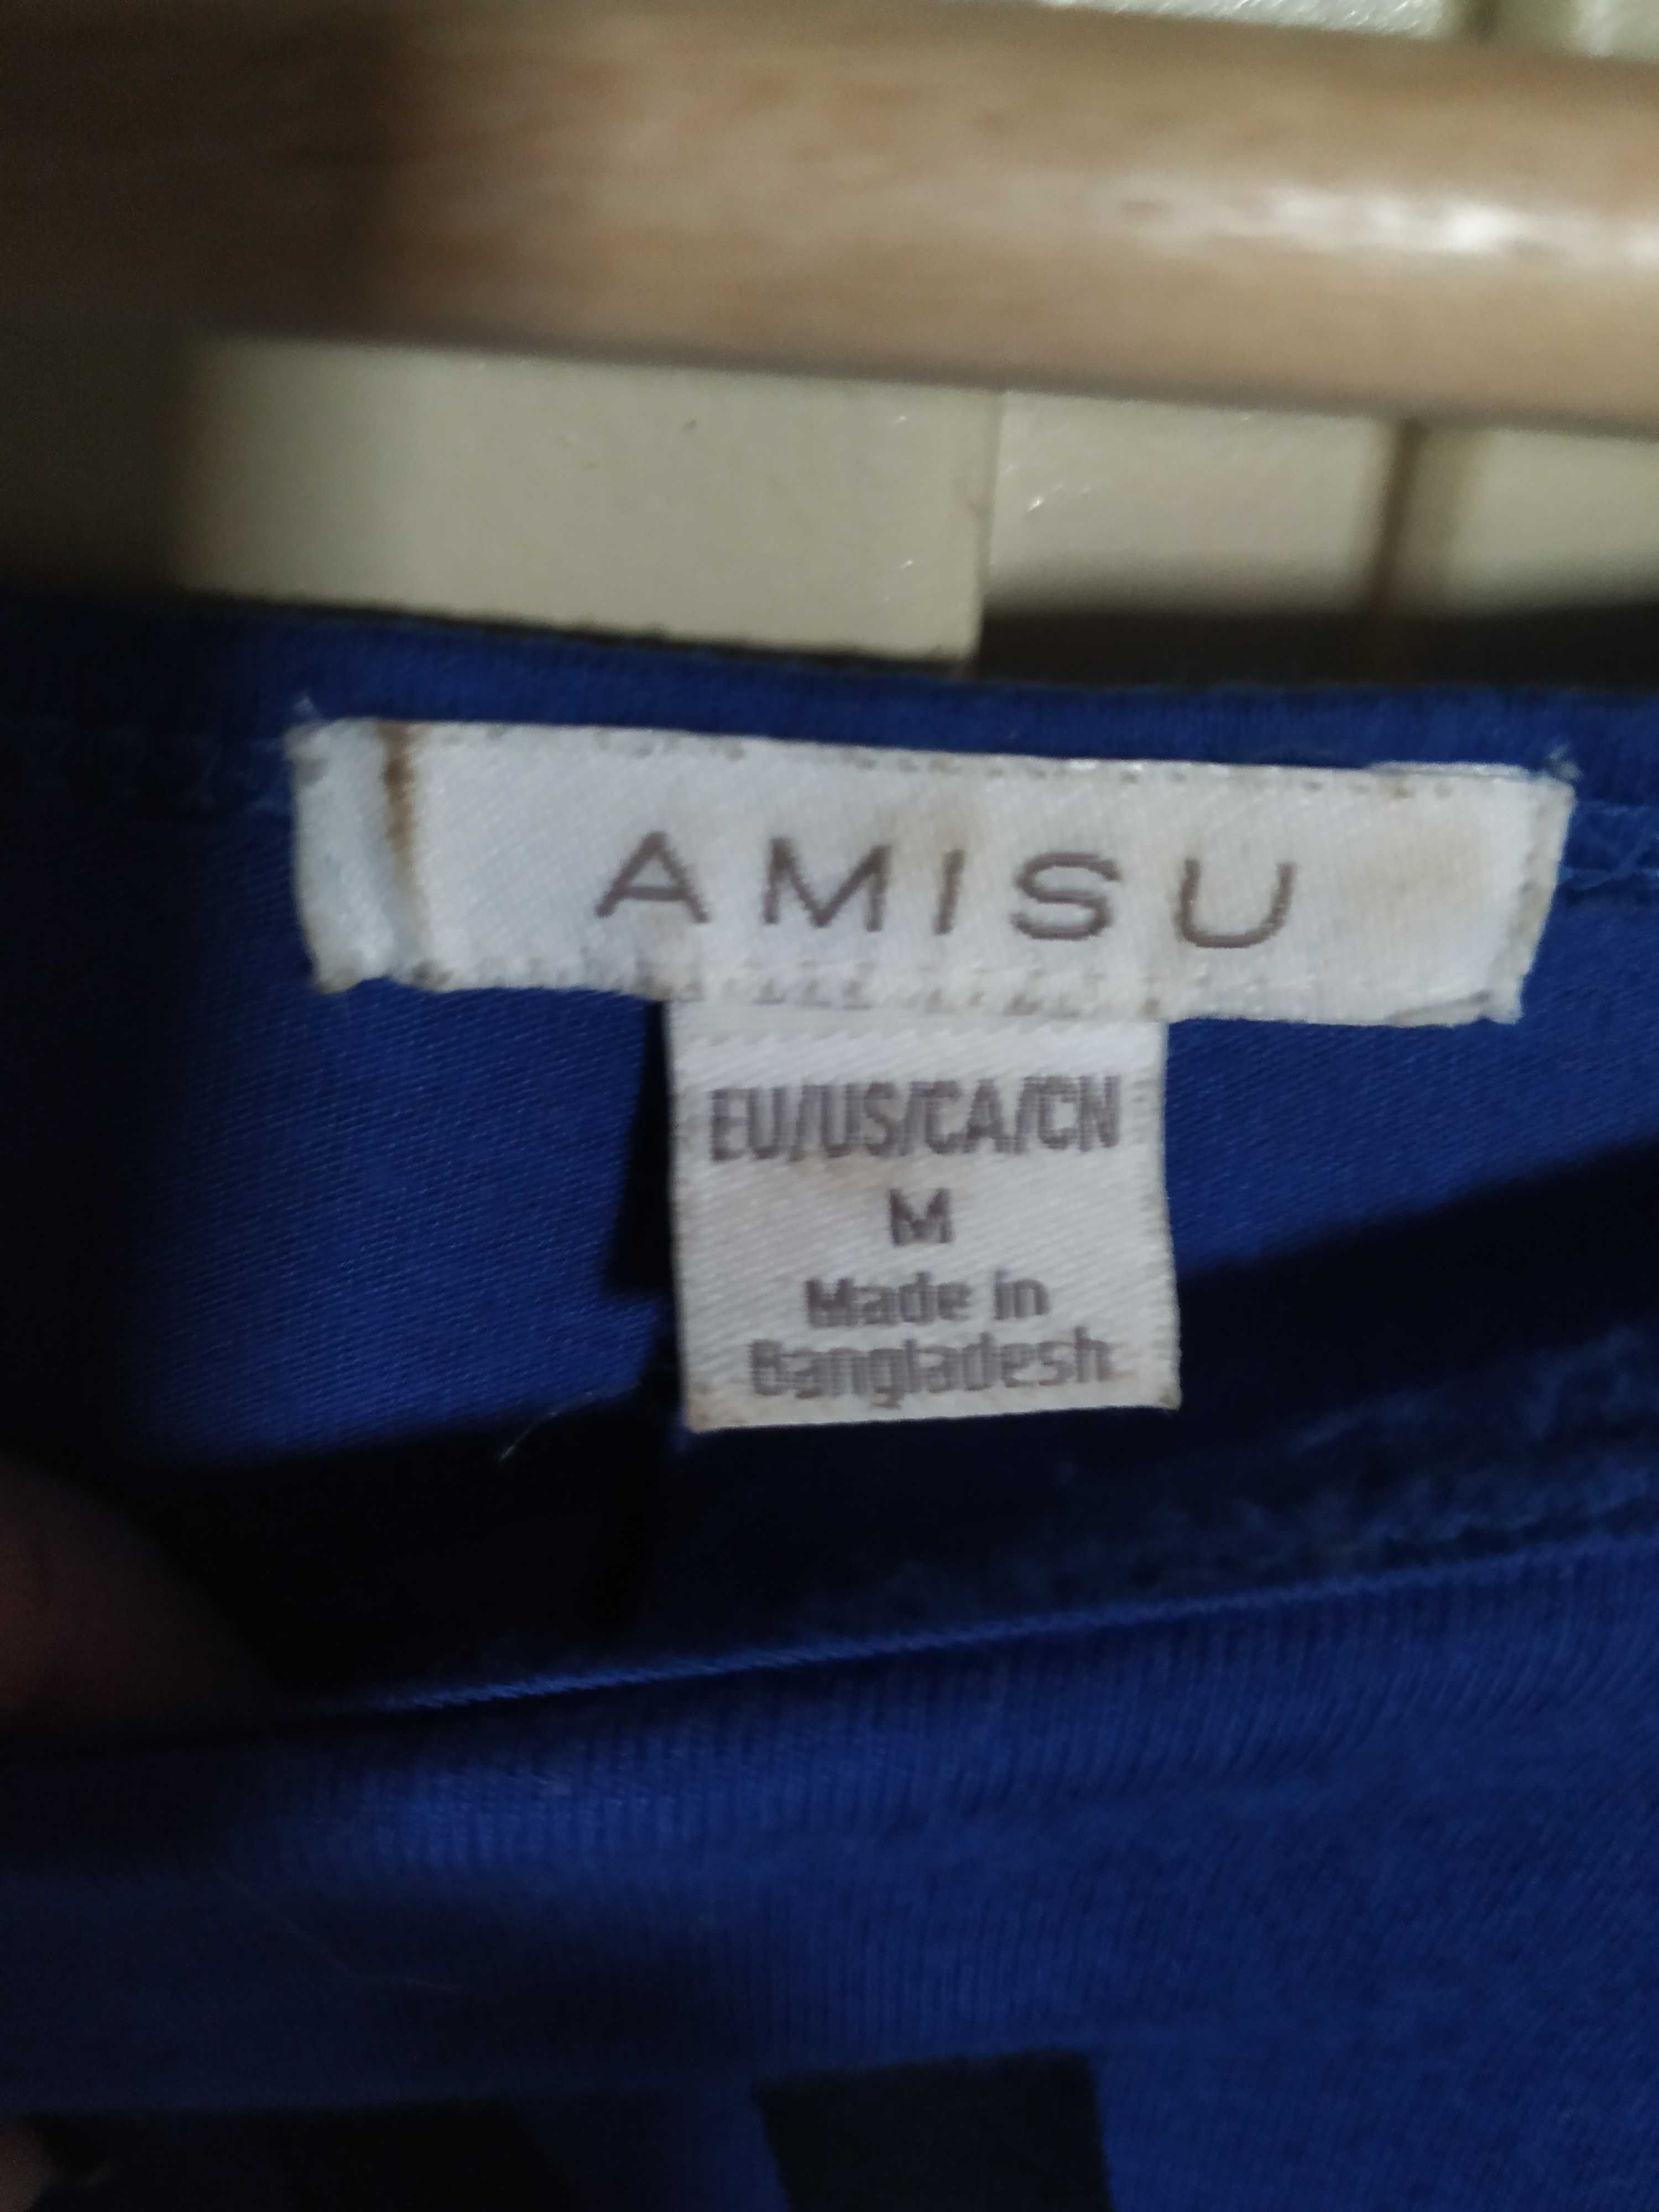 AMISU
EU/US/CA/CN
M
Made in
Bangladesh